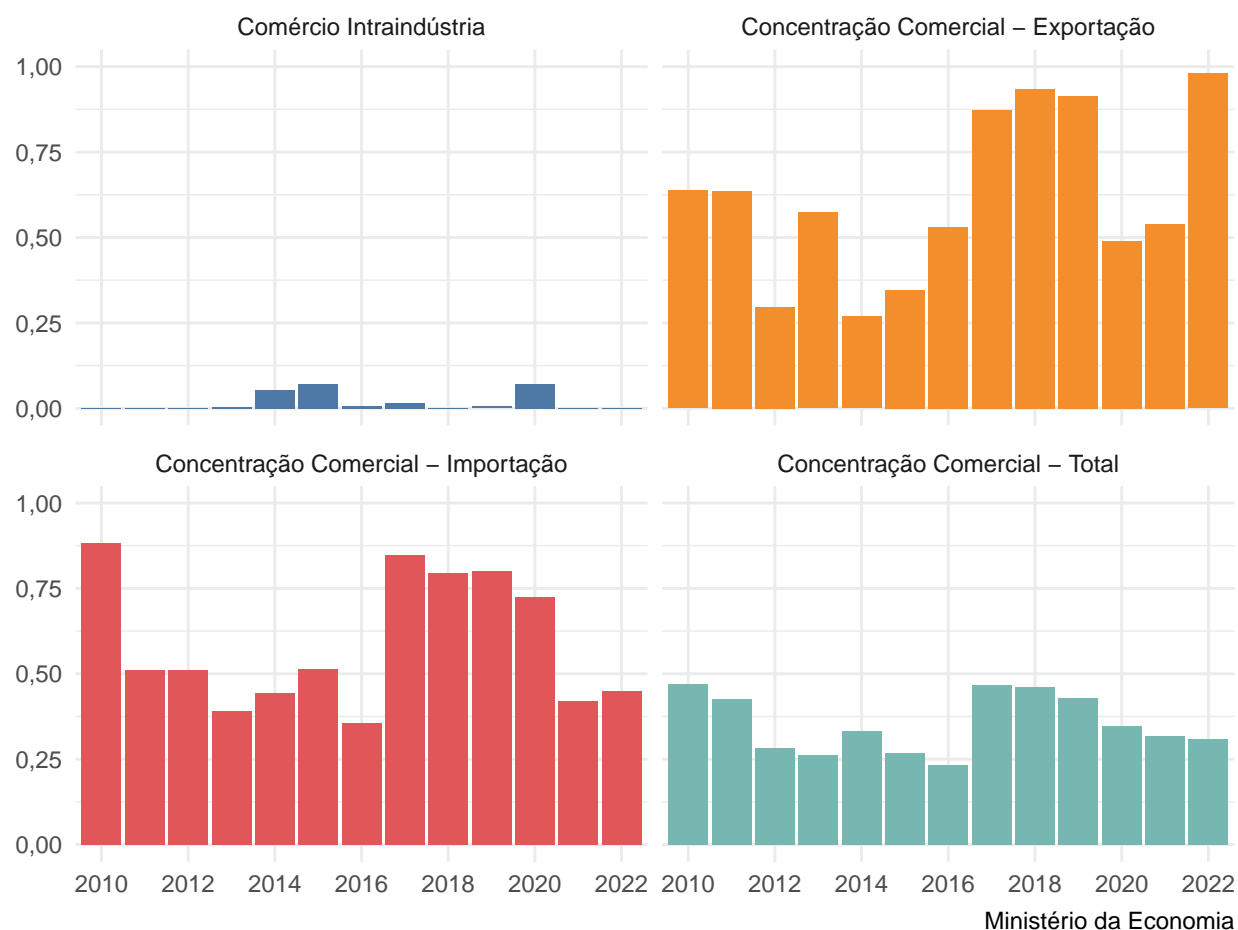 Comércio Intraindústria
Concentração Comercial – Exportação
1,00
0,75
0,50
0,25
0,00
Concentração Comercial – Importação
Concentração Comercial – Total
1,00
0,75
0,50
0,25
0,00
2010 2012 2014 2016 2018 2020 2022
2010 2012 2014 2016 2018 2020 2022
Ministério da Economia